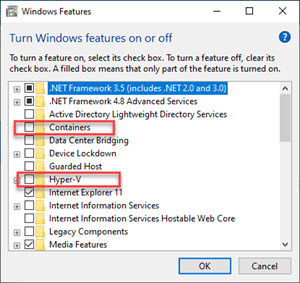 Windows Features
Turn Windows features on or off
To turn a feature on, select its check box. To turn a feature off, clear its
check box. A filled box means that only part of the feature is turned on.
.NET Framework 3.5 (includes .NET 2.0 and 3.0)
.NET Framework 4.8 Advanced Services
Active Directory Lightweight Directory Services
Containers
Data Center Bridging
Device Lockdown
Guarded Host
Hyper-V
Internet Explorer 11
Internet Information Services
Internet Information Services Hostable Web Core
Legacy Components
Media Features
OK
Cancel